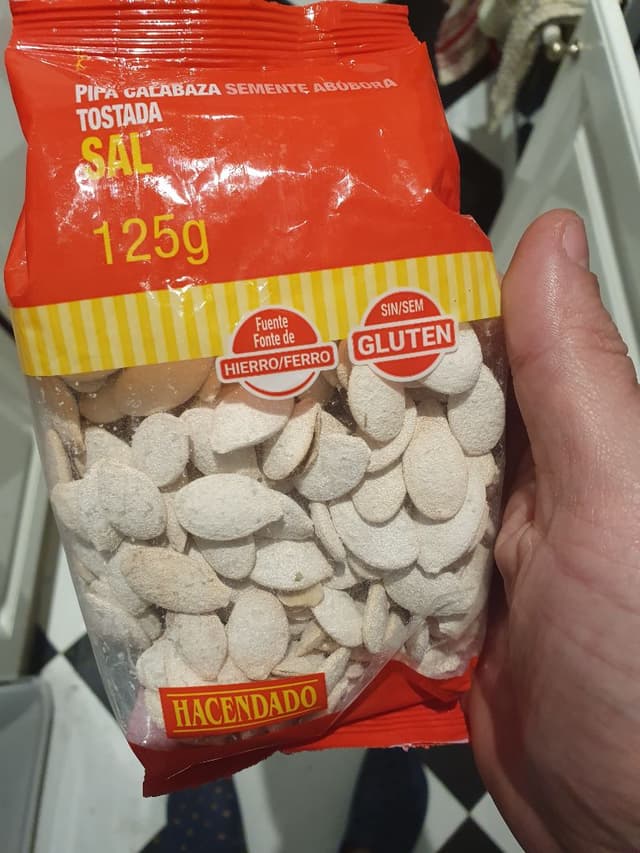 PIPA CALABAZA SEMENTE ABÓBORA
TOSTADA
SAL
125g
Fuente
Fonte de
HIERRO/FERRO
SIN/SEM
GLUTEN
HACENDADO